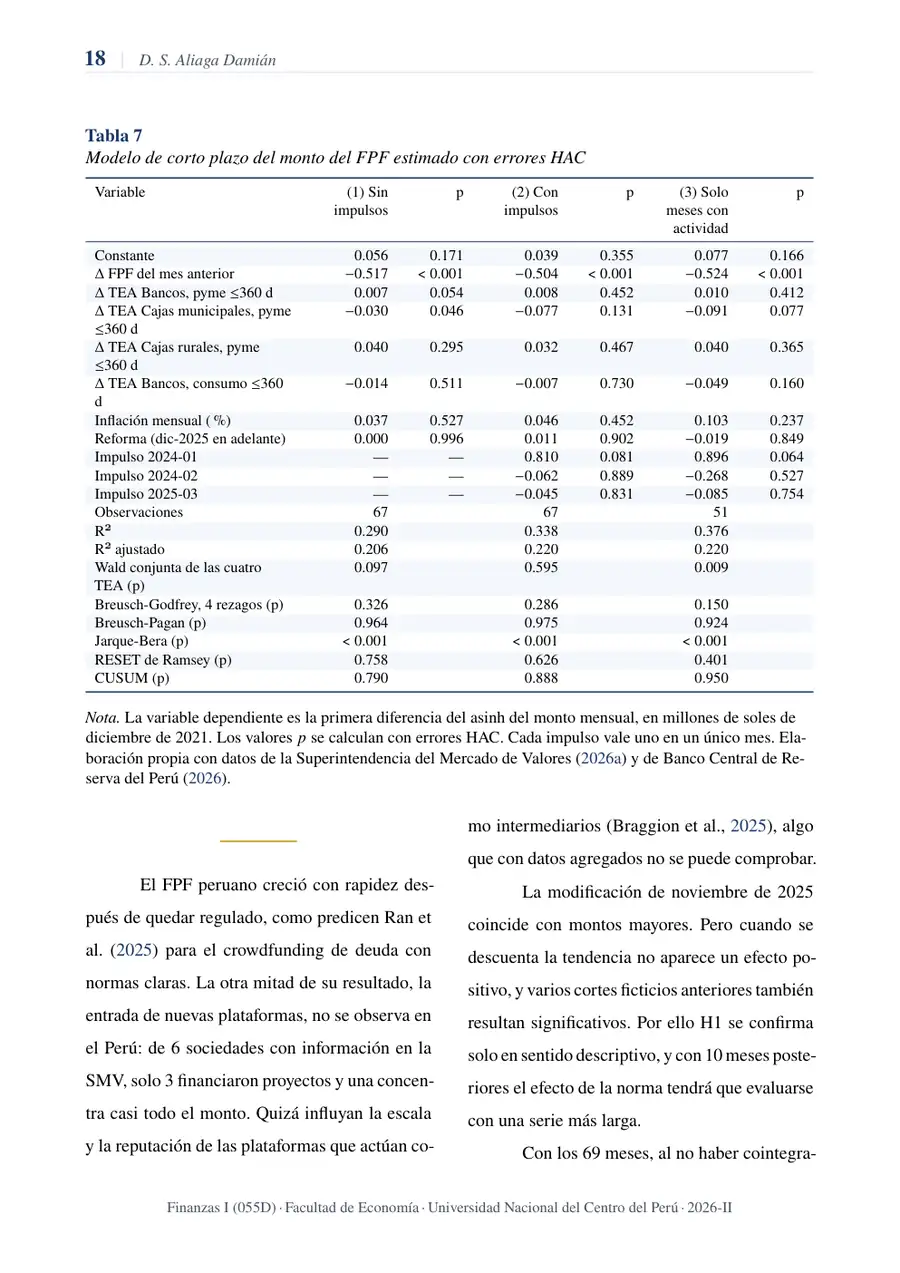 18 | D. S. Aliaga Damián
Tabla 7
Modelo de corto plazo del monto del FPF estimado con errores HAC
Variable (1) Sin impulsos p (2) Con impulsos p (3) Solo meses con actividad p
Constante 0.056 0.171 0.039 0.355 0.077 0.166
Δ FPF del mes anterior −0.517 < 0.001 −0.504 < 0.001 −0.524 < 0.001
Δ TEA Bancos, pyme ≤360 d 0.007 0.054 0.008 0.452 0.010 0.412
Δ TEA Cajas municipales, pyme ≤360 d −0.030 0.046 −0.077 0.131 −0.091 0.077
Δ TEA Cajas rurales, pyme ≤360 d 0.040 0.295 0.032 0.467 0.040 0.365
Δ TEA Bancos, consumo ≤360 d −0.014 0.511 −0.007 0.730 −0.049 0.160
Inflación mensual ( %) 0.037 0.527 0.046 0.452 0.103 0.237
Reforma (dic-2025 en adelante) 0.000 0.996 0.011 0.902 −0.019 0.849
Impulso 2024-01 — — 0.810 0.081 0.896 0.064
Impulso 2024-02 — — −0.062 0.889 −0.268 0.527
Impulso 2025-03 — — −0.045 0.831 −0.085 0.754
Observaciones 67 67 51
R² 0.290 0.338 0.376
R² ajustado 0.206 0.220 0.220
Wald conjunta de las cuatro TEA (p) 0.097 0.595 0.009
Breusch-Godfrey, 4 rezagos (p) 0.326 0.286 0.150
Breusch-Pagan (p) 0.964 0.975 0.924
Jarque-Bera (p) < 0.001 < 0.001 < 0.001
RESET de Ramsey (p) 0.758 0.626 0.401
CUSUM (p) 0.790 0.888 0.950
Nota. La variable dependiente es la primera diferencia del asinh del monto mensual, en millones de soles de
diciembre de 2021. Los valores p se calculan con errores HAC. Cada impulso vale uno en un único mes. Ela-
boración propia con datos de la Superintendencia del Mercado de Valores (2026a) y de Banco Central de Re-
serva del Perú (2026).
El FPF peruano creció con rapidez des-
pués de quedar regulado, como predicen Ran et
al. (2025) para el crowdfunding de deuda con
normas claras. La otra mitad de su resultado, la
entrada de nuevas plataformas, no se observa en
el Perú: de 6 sociedades con información en la
SMV, solo 3 financiaron proyectos y una concen-
tra casi todo el monto. Quizá influyan la escala
y la reputación de las plataformas que actúan co-
mo intermediarios (Braggion et al., 2025), algo
que con datos agregados no se puede comprobar.
La modificación de noviembre de 2025
coincide con montos mayores. Pero cuando se
descuenta la tendencia no aparece un efecto po-
sitivo, y varios cortes ficticios anteriores también
resultan significativos. Por ello H1 se confirma
solo en sentido descriptivo, y con 10 meses poste-
riores el efecto de la norma tendrá que evaluarse
con una serie más larga.
Con los 69 meses, al no haber cointegra-
Finanzas I (055D) · Facultad de Economía · Universidad Nacional del Centro del Perú · 2026-II